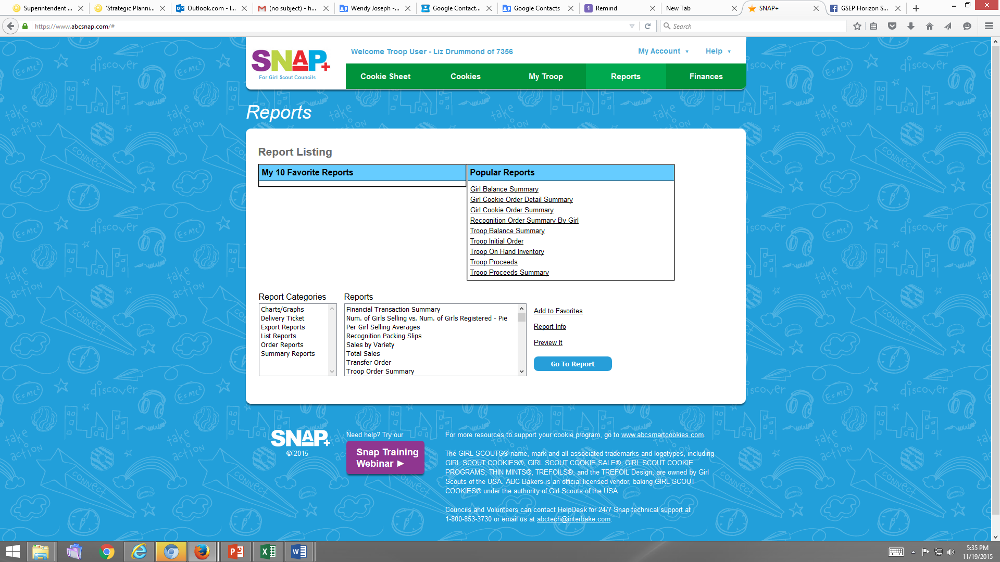 Superintendent ...
'Strategic Planni...
Outlook.com - l...
(no subject) - h...
Wendy Joseph -...
Google Contact...
Google Contacts
Remind
New Tab
SNAP+
GSEP Horizon S...
https://www.abcsnap.com/#
Search
SNAP+
For Girl Scout Councils
Welcome Troop User - Liz Drummond of 7356
My Account
Help
Cookie Sheet
Cookies
My Troop
Reports
Finances
Reports
Report Listing
My 10 Favorite Reports
Popular Reports
Girl Balance Summary
Girl Cookie Order Detail Summary
Girl Cookie Order Summary
Recognition Order Summary By Girl
Troop Balance Summary
Troop Initial Order
Troop On Hand Inventory
Troop Proceeds
Troop Proceeds Summary
Report Categories
Charts/Graphs
Delivery Ticket
Export Reports
List Reports
Order Reports
Summary Reports
Reports
Financial Transaction Summary
Num. of Girls Selling vs. Num. of Girls Registered - Pie
Per Girl Selling Averages
Recognition Packing Slips
Sales by Variety
Total Sales
Transfer Order
Troop Order Summary
Add to Favorites
Report Info
Preview It
Go To Report
SNAP+
© 2015
Need help? Try our
Snap Training
Webinar
For more resources to support your cookie program, go to www.abcsmartcookies.com.
The GIRL SCOUTS® name, mark and all associated trademarks and logotypes, including
GIRL SCOUT COOKIES®, GIRL SCOUT COOKIE SALE®, GIRL SCOUT COOKIE
PROGRAMS, THIN MINTS®, TREFOILS®, and the TREFOIL Design, are owned by Girl
Scouts of the USA. ABC Bakers is an official licensed vendor, baking GIRL SCOUT
COOKIES® under the authority of Girl Scouts of the USA
Councils and Volunteers can contact HelpDesk for 24/7 Snap technical support at
1-800-853-3730 or email us at abctech@interbake.com.
discover
take action
CONNECT
E=mc²
5:35 PM
11/19/2015